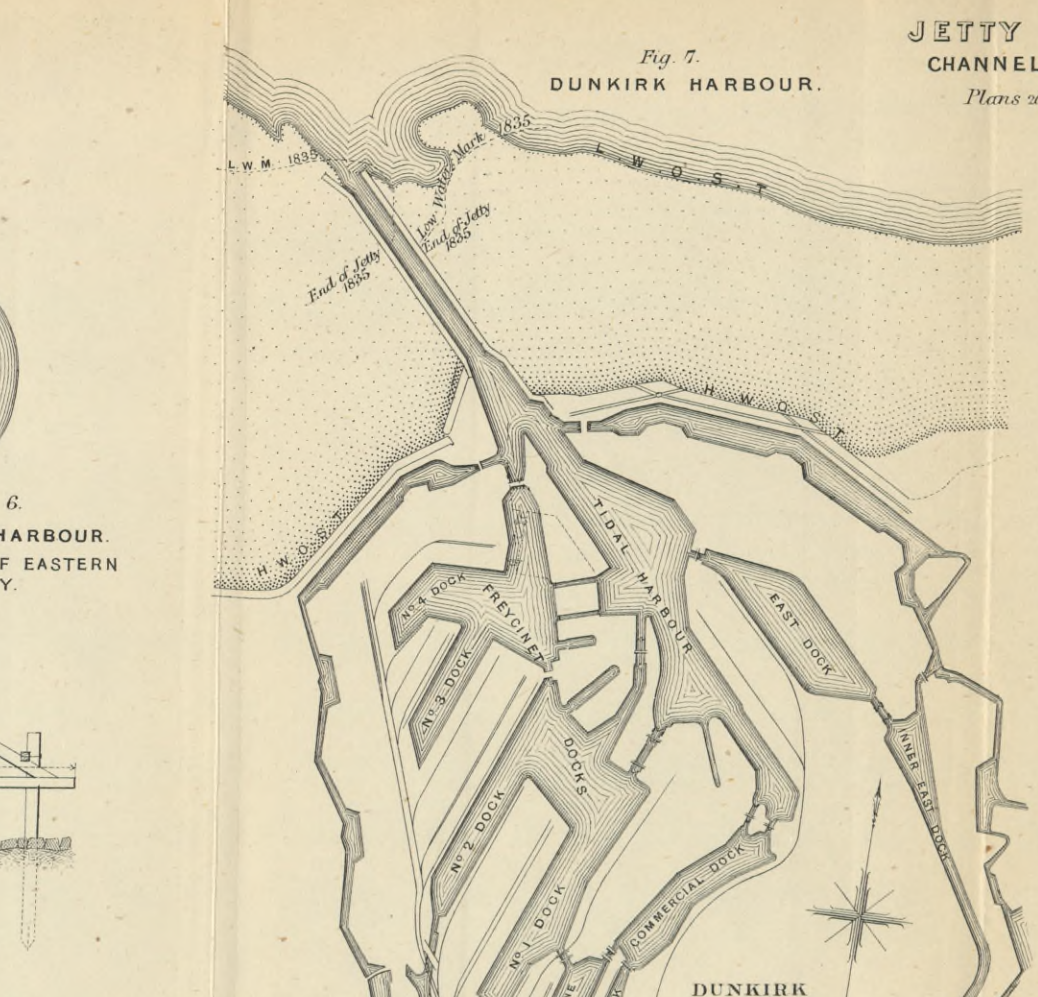 JETTY
CHANNEL
Plans
Fig. 7.
DUNKIRK HARBOUR.
L. W. M. 1835
Low Water Mark 1835
L. W. O. S. T
End of Jetty
1835
End of Jetty
1835
H W O S T
H W O S T
6.
HARBOUR.
F EASTERN
Y.
TIDAL HARBOUR
No. 4 DOCK
FREYCINET
EAST DOCK
No. 3 DOCK
DOCKS
INNER EAST DOCK
No. 2 DOCK
COMMERCIAL DOCK
No. 1 DOCK
DUNKIRK